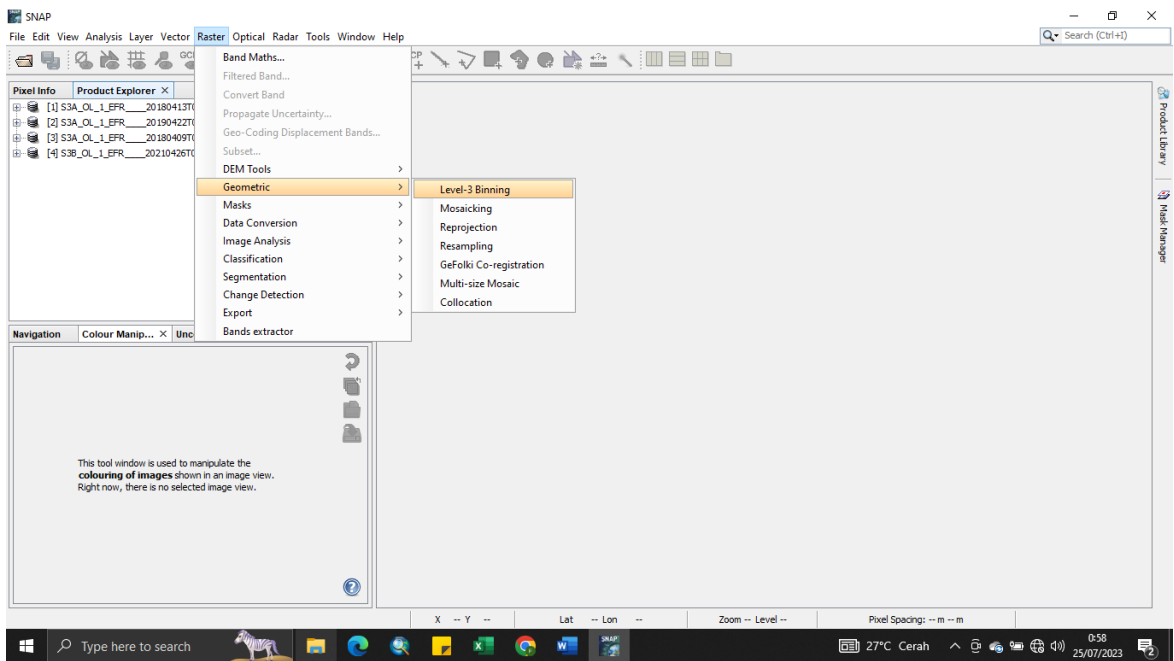 SNAP
File Edit View Analysis Layer Vector Raster Optical Radar Tools Window Help
Search (Ctrl+I)
Pixel Info Product Explorer ×
[1] S3A_OL_1_EFR____20180413T
[2] S3A_OL_1_EFR____20190422T
[3] S3A_OL_1_EFR____20180409T
[4] S3B_OL_1_EFR____20210426T
Band Maths...
Filtered Band...
Convert Band
Propagate Uncertainty...
Geo-Coding Displacement Bands...
Subset...
DEM Tools
Geometric
Masks
Data Conversion
Image Analysis
Classification
Segmentation
Change Detection
Export
Bands extractor
Level-3 Binning
Mosaicking
Reprojection
Resampling
GeFolki Co-registration
Multi-size Mosaic
Collocation
Product Library
Mask Manager
Navigation Colour Manip... × Unc
This tool window is used to manipulate the
colouring of images shown in an image view.
Right now, there is no selected image view.
X -- Y -- Lat -- Lon -- Zoom -- Level -- Pixel Spacing: -- m -- m
Type here to search
SNAP
27°C Cerah
0:58
25/07/2023
2